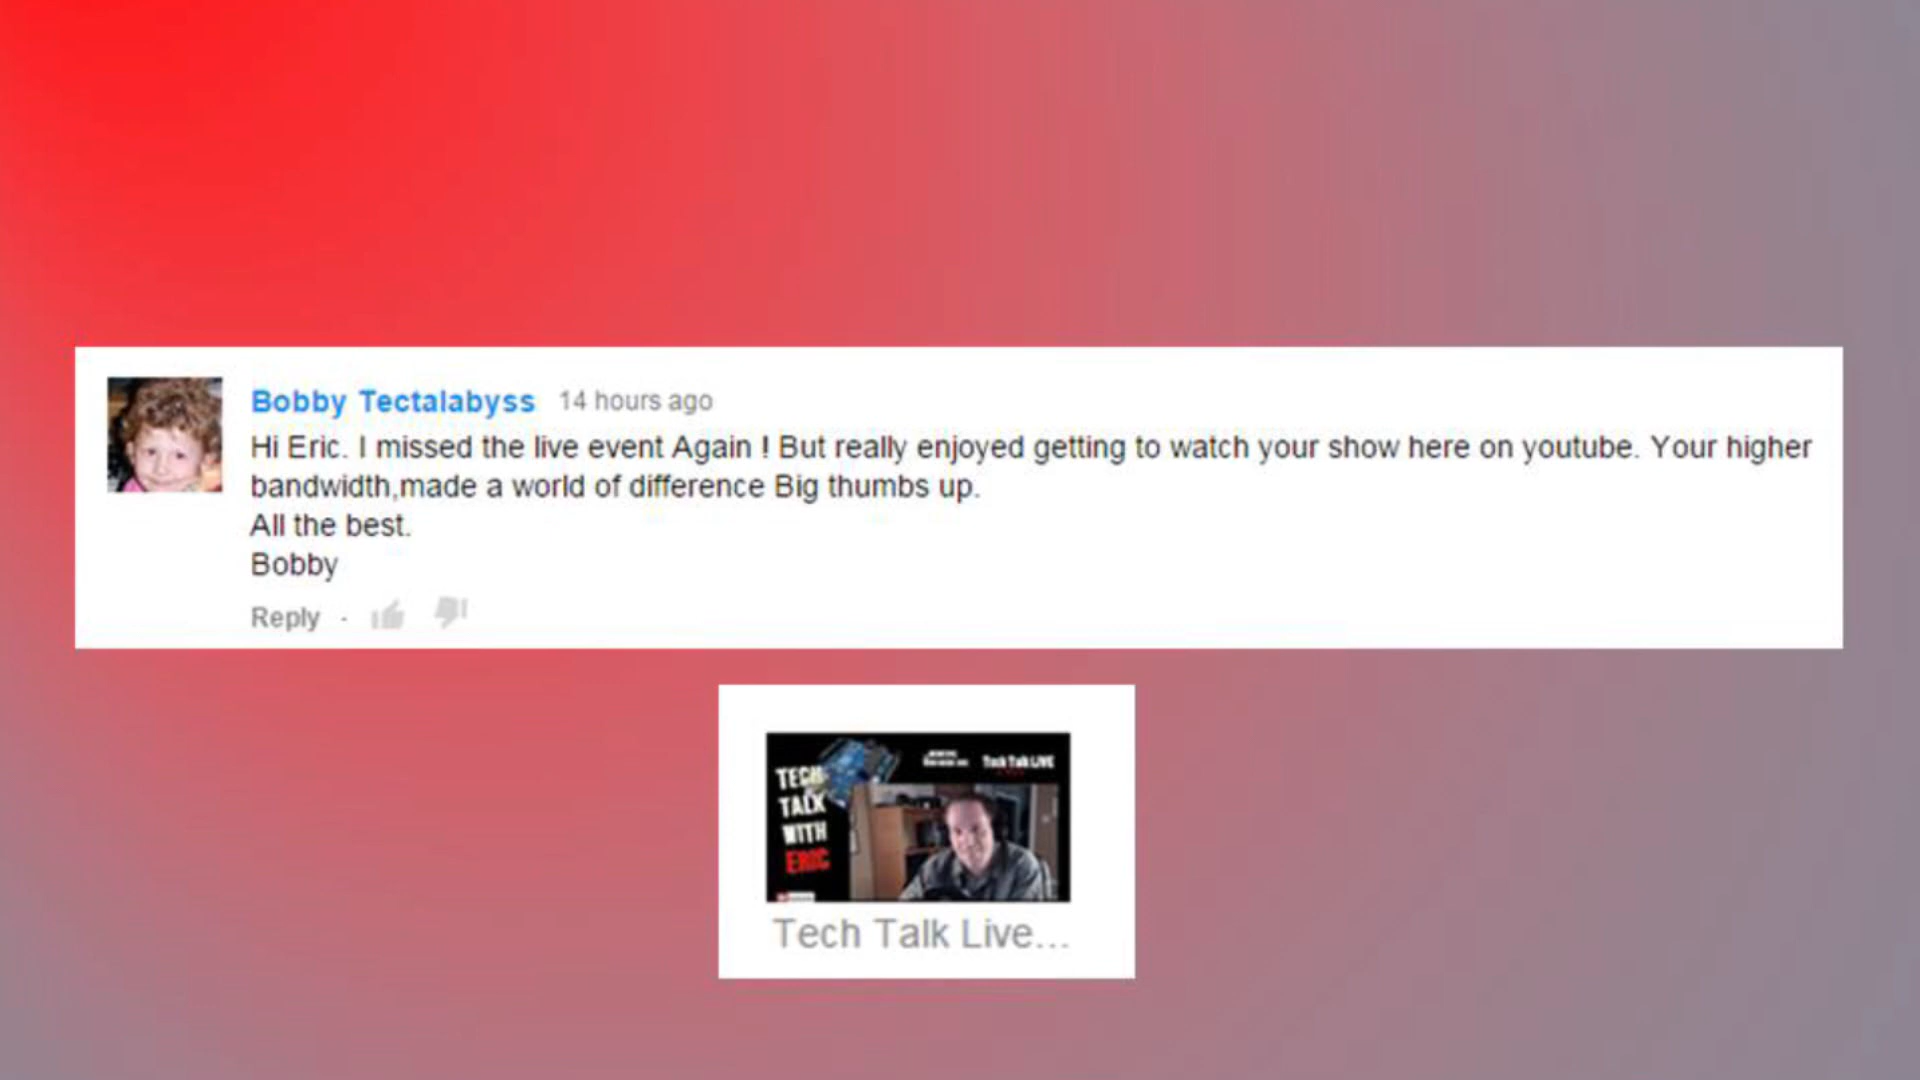 Bobby Tectalabyss 14 hours ago
Hi Eric. I missed the live event Again ! But really enjoyed getting to watch your show here on youtube. Your higher
bandwidth,made a world of difference Big thumbs up.
All the best.
Bobby
Reply ·
TECH
TALK
WITH
ERIC
Tech Talk LIVE
Tech Talk Live...